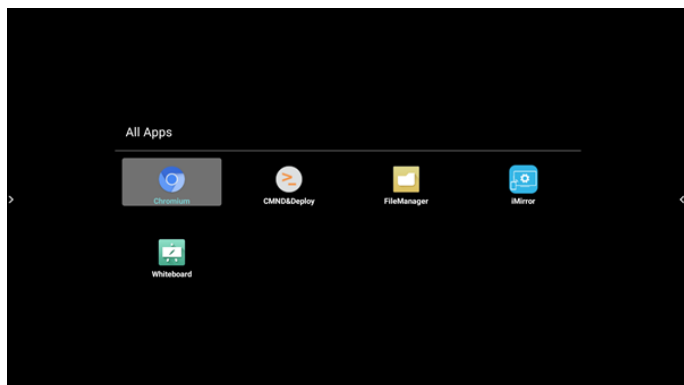 All Apps
Chromium
CMND&Deploy
FileManager
iMirror
Whiteboard